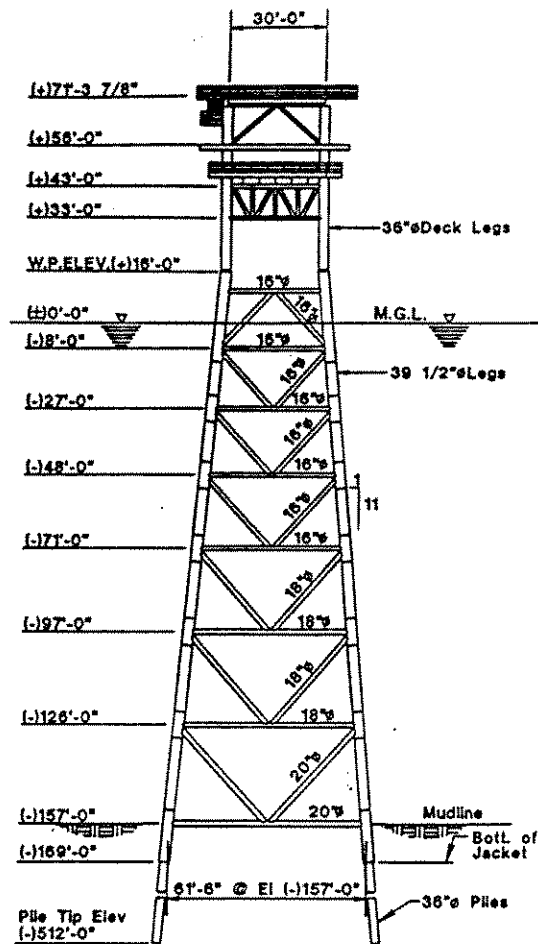 30'-0"
(+)71'-3 7/8"
(+)56'-0"
(+)43'-0"
(+)33'-0"
36"øDeck Legs
W.P.ELEV.(+)16'-0"
16"ø
16"ø
(±)0'-0"
M.G.L.
(-)8'-0"
16"ø
16"ø
39 1/2"øLegs
(-)27'-0"
16"ø
16"ø
(-)48'-0"
16"ø
1
11
16"ø
(-)71'-0"
16"ø
18"ø
(-)97'-0"
18"ø
18"ø
(-)126'-0"
18"ø
20"ø
(-)157'-0"
20"ø
Mudline
(-)169'-0"
Bott. of
Jacket
61'-6" @ El (-)157'-0"
36"ø Piles
Pile Tip Elev
(-)512'-0"